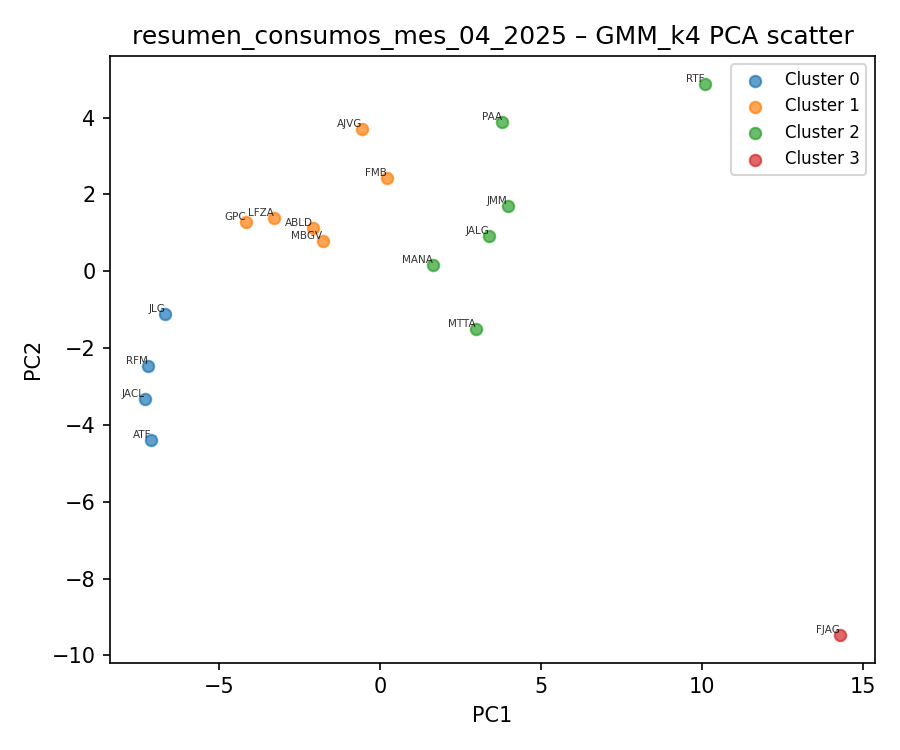 resumen_consumos_mes_04_2025 – GMM_k4 PCA scatter
Cluster 0
Cluster 1
Cluster 2
Cluster 3
RTF
PAA
AJVG
FMB
JMM
GPC
LFZA
ABLD
MBGV
JALG
MANA
MTTA
JLG
RFM
JACL
ATF
FJAG
4
2
0
−2
−4
−6
−8
−10
PC2
−5
0
5
10
15
PC1